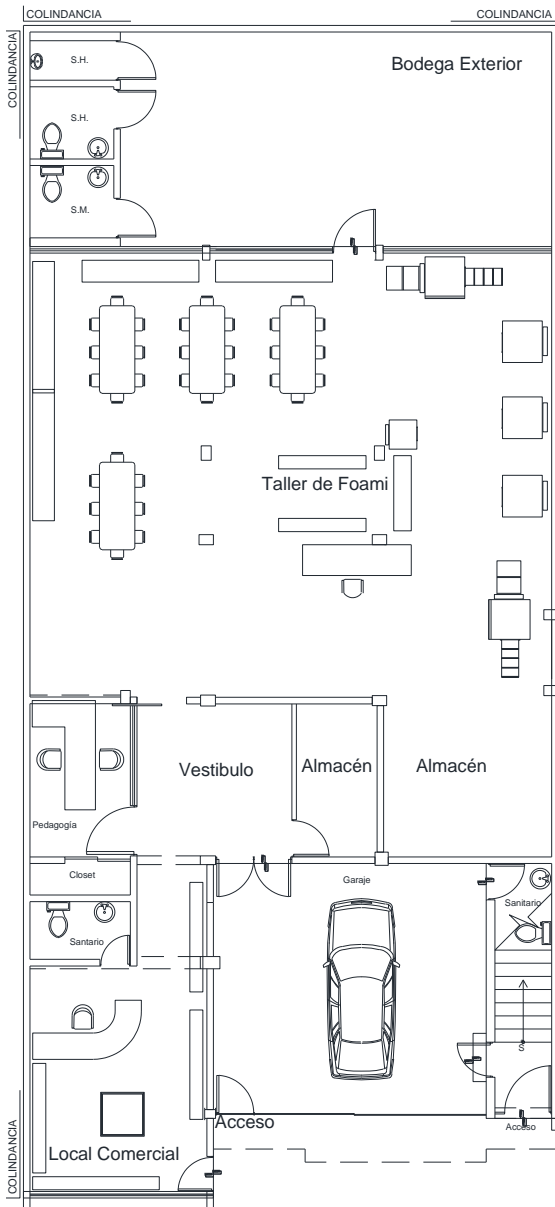 COLINDANCIA
COLINDANCIA
COLINDANCIA
S.H.
Bodega Exterior
S.H.
S.M.
Taller de Foami
Vestibulo
Almacén
Almacén
Pedagogía
Closet
Garaje
Sanitario
Santario
S
Acceso
Acceso
Local Comercial
COLINDANCIA